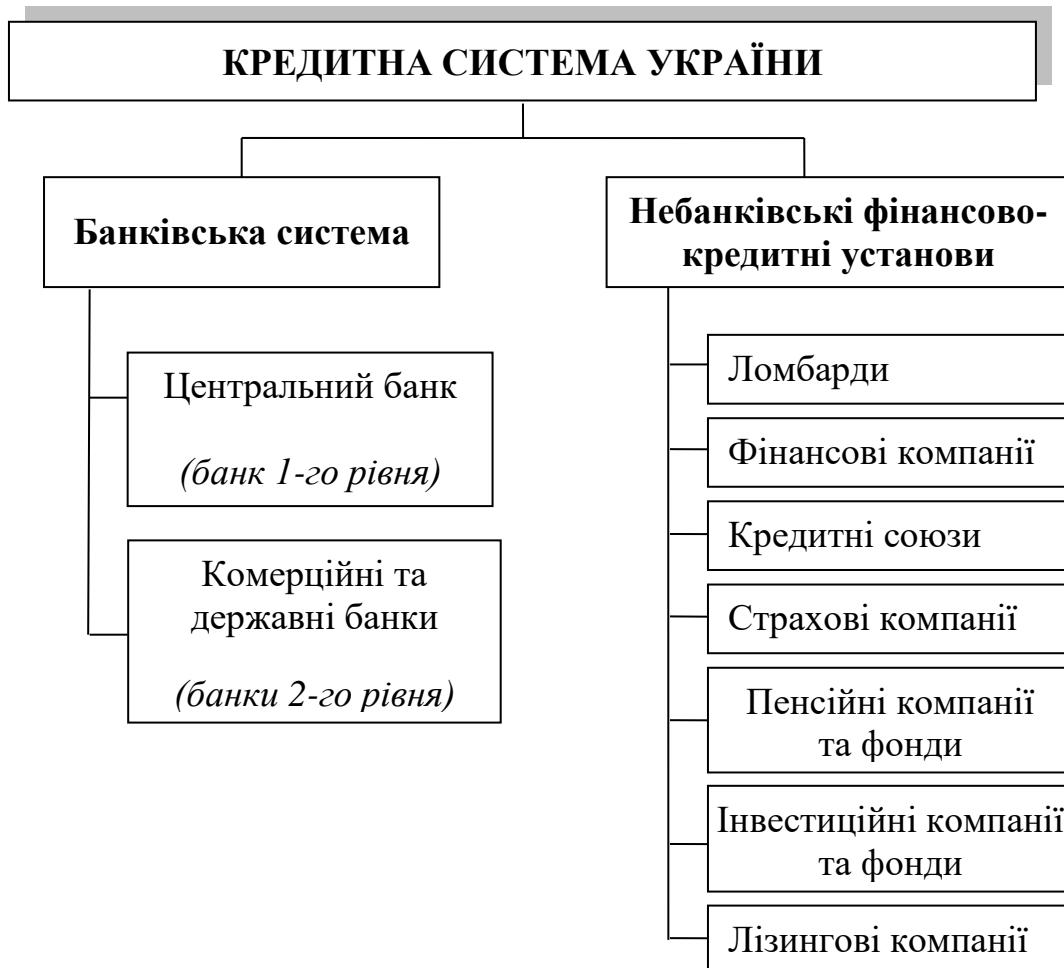 КРЕДИТНА СИСТЕМА УКРАЇНИ
Банківська система
Центральний банк
(банк 1-го рівня)
Комерційні та
державні банки
(банки 2-го рівня)
Небанківські фінансово-
кредитні установи
Ломбарди
Фінансові компанії
Кредитні союзи
Страхові компанії
Пенсійні компанії
та фонди
Інвестиційні компанії
та фонди
Лізингові компанії